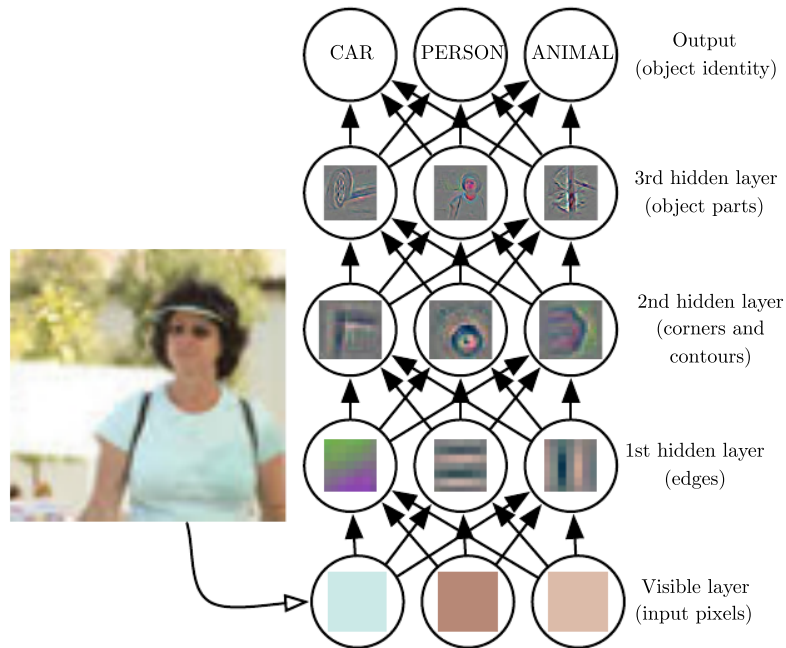 CAR
PERSON
ANIMAL
Output
(object identity)
3rd hidden layer
(object parts)
2nd hidden layer
(corners and
contours)
1st hidden layer
(edges)
Visible layer
(input pixels)